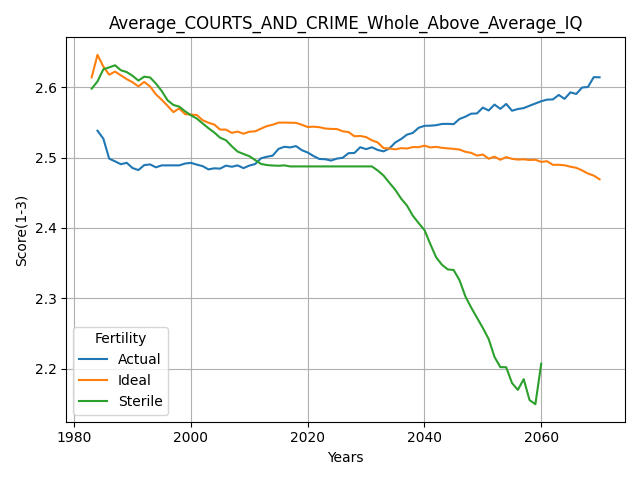 Average_COURTS_AND_CRIME_Whole_Above_Average_IQ
2.6
2.5
2.4
2.3
2.2
Score(1-3)
Fertility
Actual
Ideal
Sterile
1980 2000 2020 2040 2060
Years